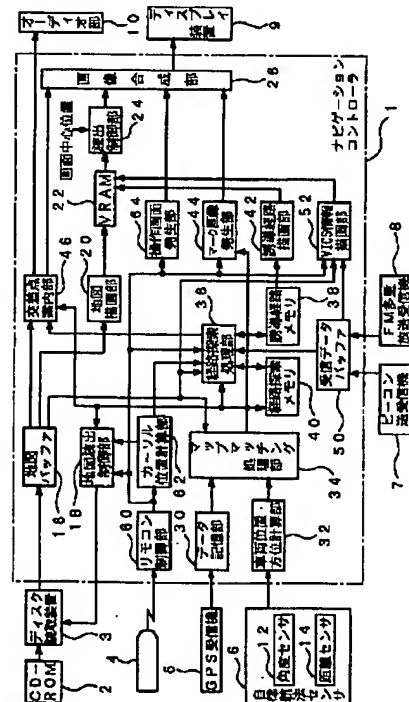 オーディオ部
10
ディスプレイ装置
9
画像合成部
26
ナビゲーションコントローラ
1
画面中心位置
読出制御部
24
VRAM
22
地図描画部
20
交差点案内部
46
操作画面発生部
64
マーク画像発生部
44
誘導経路描画部
42
VICS情報描画部
52
地図バッファ
16
地図読出制御部
18
カーソル位置計算部
62
経路探索処理部
36
誘導経路メモリ
38
経路探索メモリ
40
受信データバッファ
50
リモコン制御部
60
データ記憶部
30
マップマッチング処理部
34
車両位置・方位計算部
32
CD-ROM
2
ディスク読取装置
3
4
GPS受信機
6
自律航法センサ
6
角度センサ
12
距離センサ
14
ビーコン送受信機
7
FM多重放送受信機
8